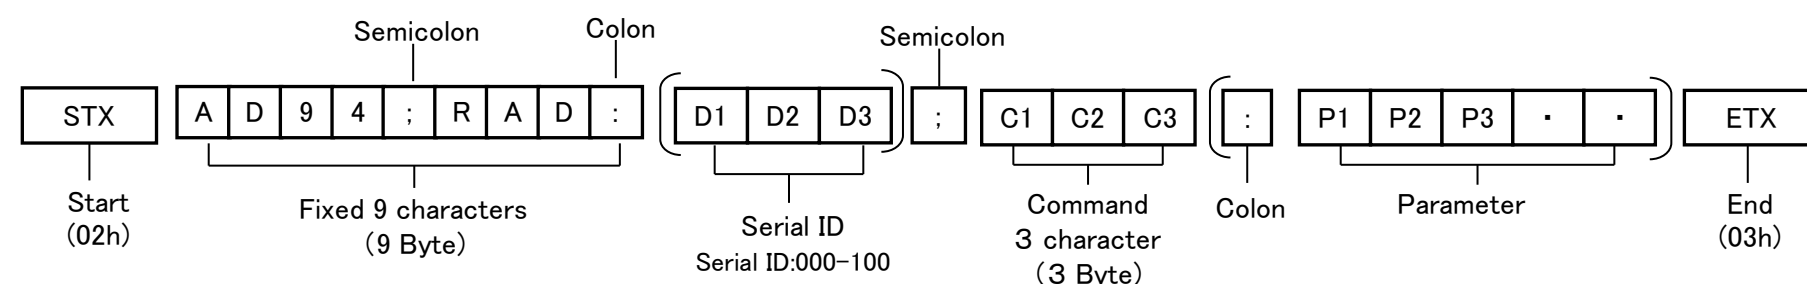 Semicolon
Colon
Semicolon
STX
A D 9 4 ; R A D :
D1 D2 D3
;
C1 C2 C3
:
P1 P2 P3 ・ ・
ETX
Start
(02h)
Fixed 9 characters
(9 Byte)
Serial ID
Serial ID:000-100
Command
3 character
(3 Byte)
Colon
Parameter
End
(03h)